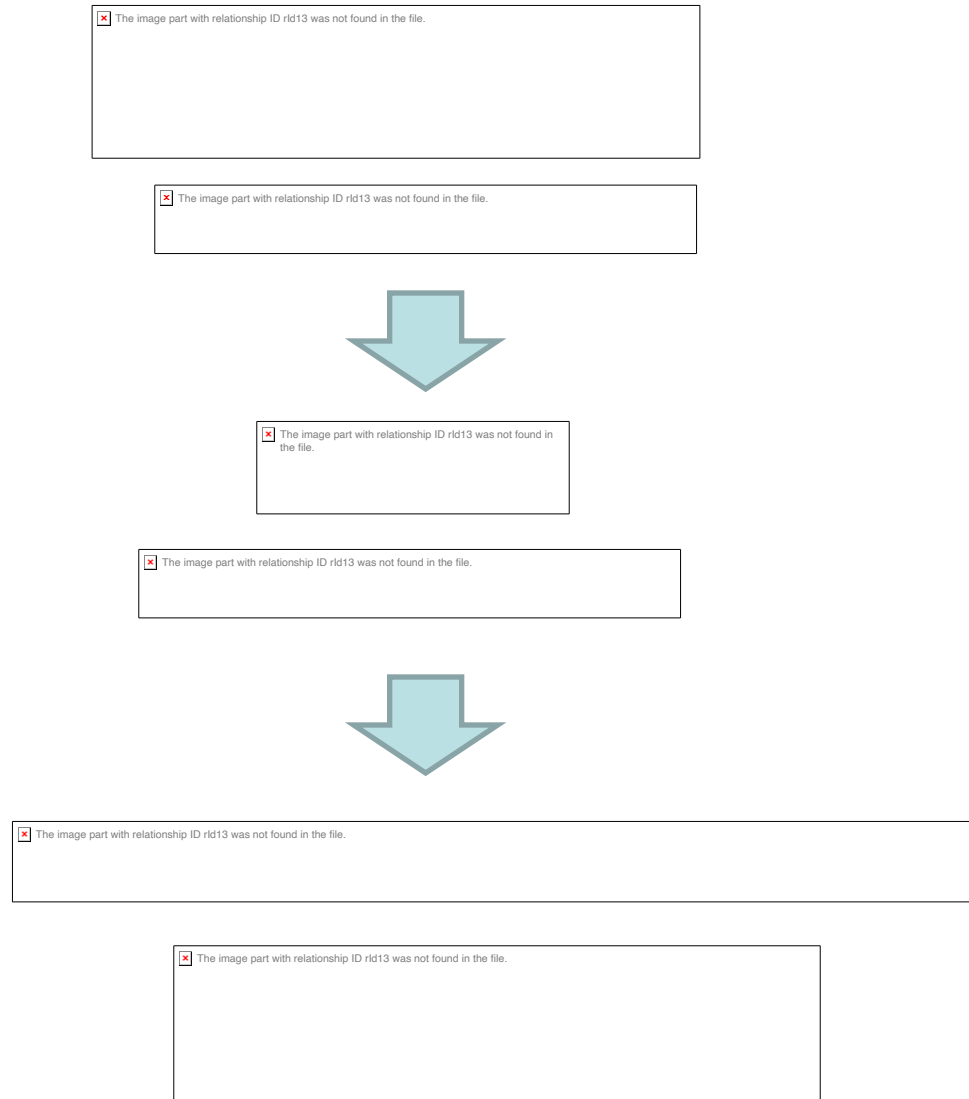 The image part with relationship ID rId13 was not found in the file.
The image part with relationship ID rId13 was not found in the file.
The image part with relationship ID rId13 was not found in
the file.
The image part with relationship ID rId13 was not found in the file.
The image part with relationship ID rId13 was not found in the file.
The image part with relationship ID rId13 was not found in the file.